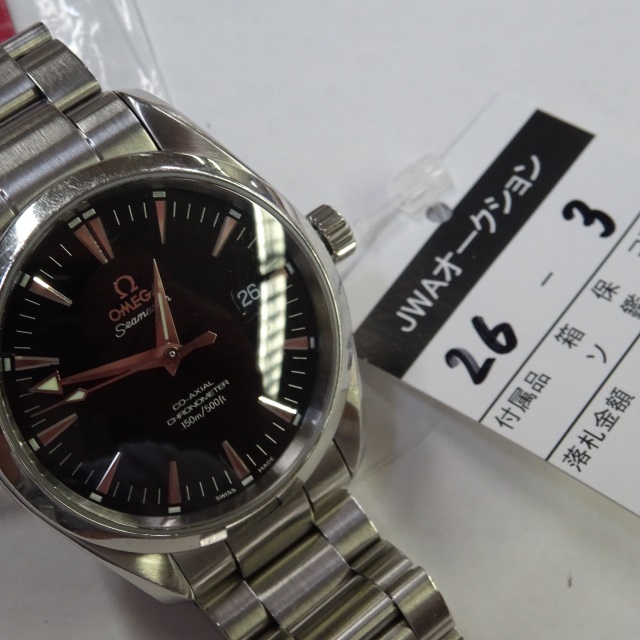 OMEGA
26
CO-AXIAL
CHRONOMETER
150m/500ft
SWISS MADE
JWAオークション
26 - 3
付属品 箱 保
ソ
落札金額